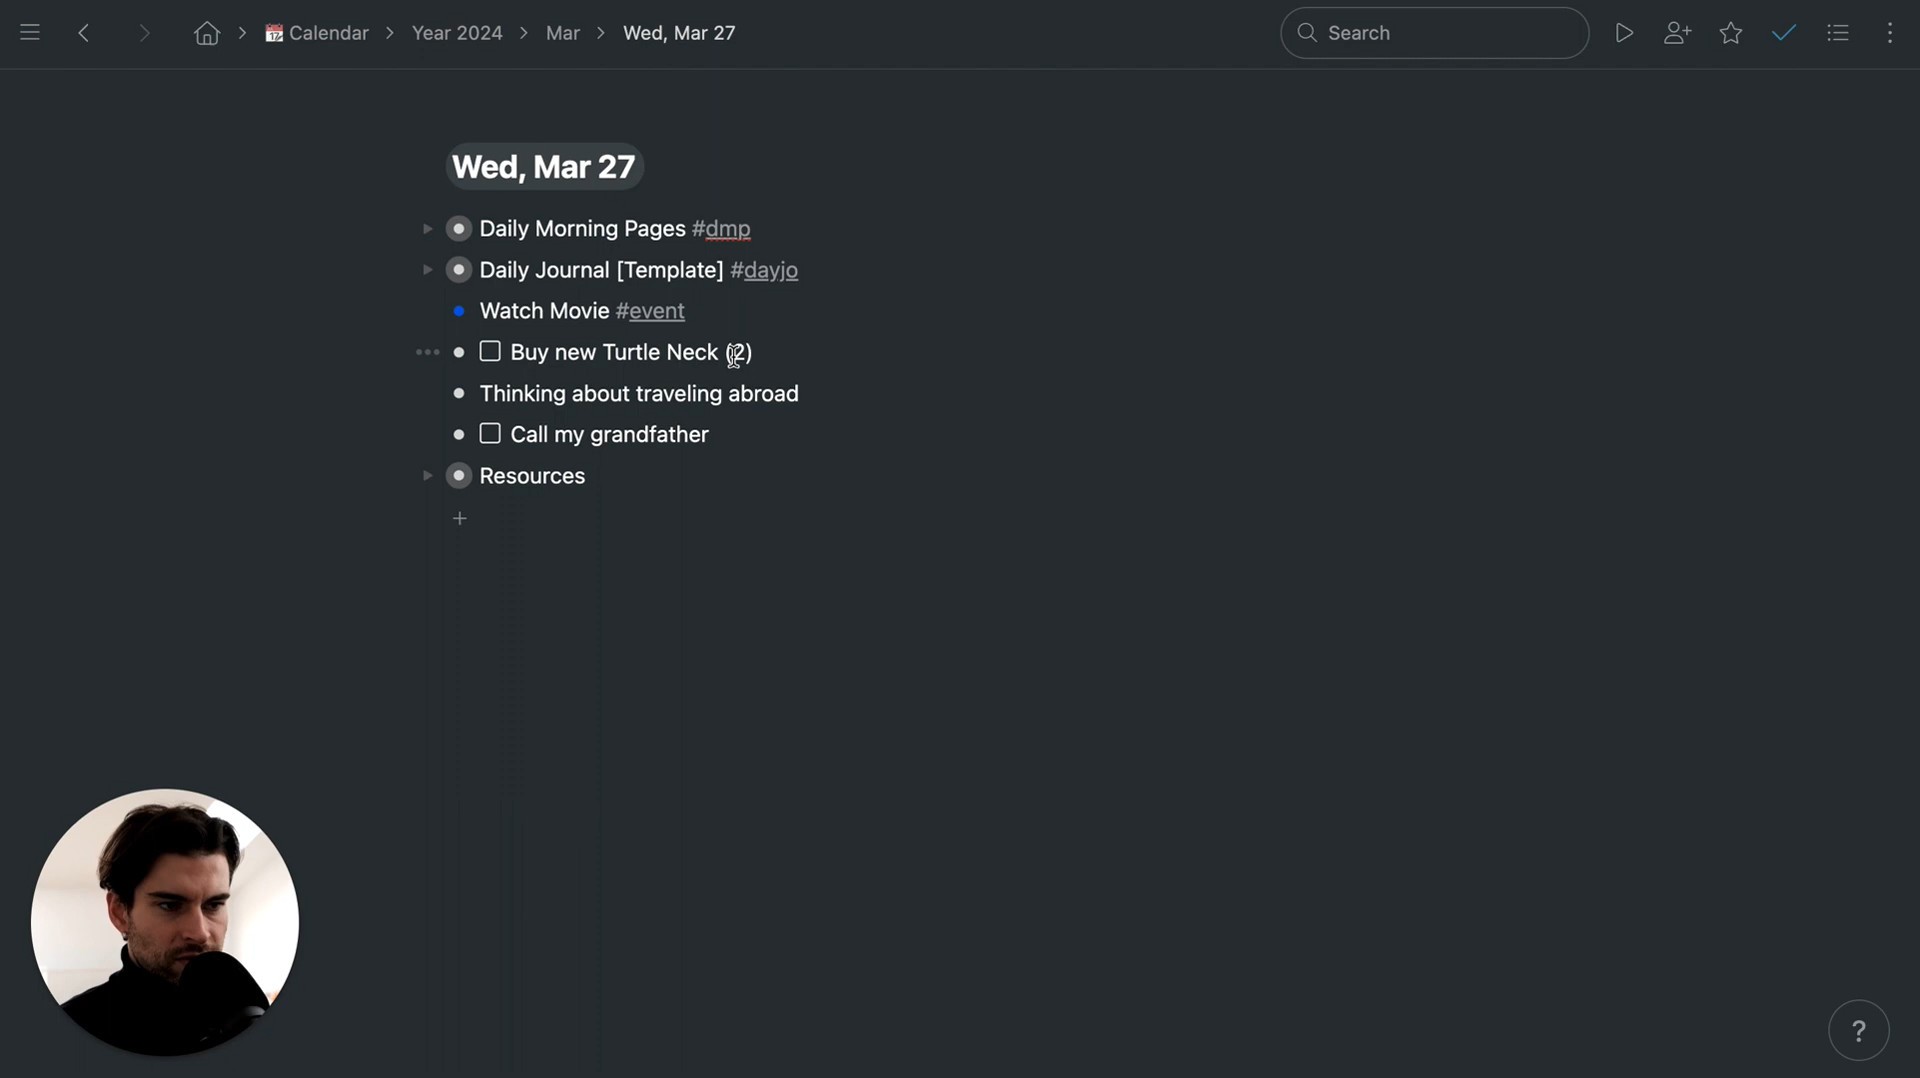 Calendar Year 2024 Mar Wed, Mar 27 Search
Wed, Mar 27
Daily Morning Pages #dmp
Daily Journal [Template] #dayjo
Watch Movie #event
Buy new Turtle Neck (2)
Thinking about traveling abroad
Call my grandfather
Resources
+
?